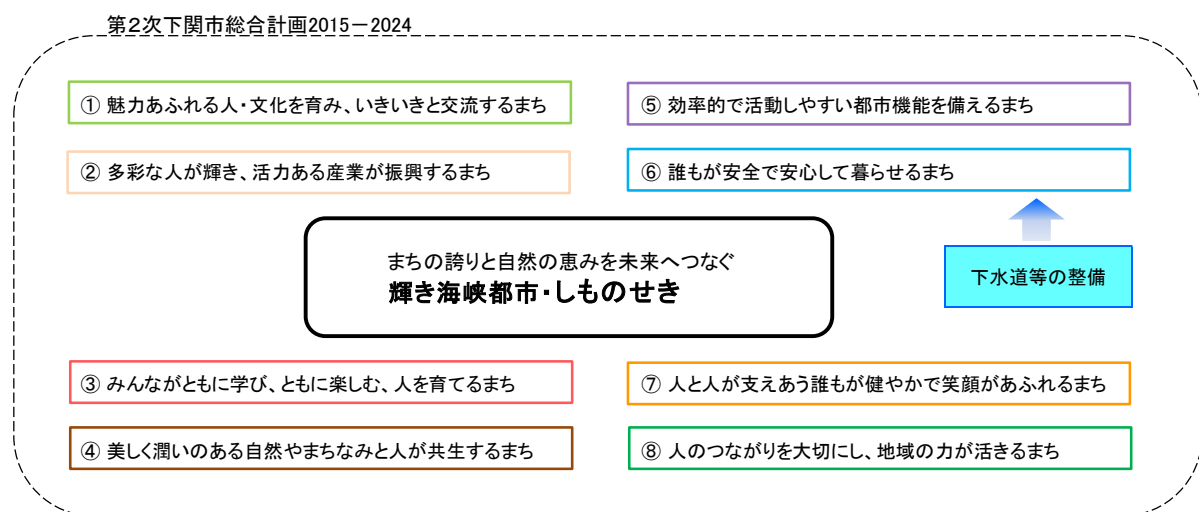 第２次下関市総合計画2015－2024
① 魅力あふれる人・文化を育み、いきいきと交流するまち
② 多彩な人が輝き、活力ある産業が振興するまち
⑤ 効率的で活動しやすい都市機能を備えるまち
⑥ 誰もが安全で安心して暮らせるまち
まちの誇りと自然の恵みを未来へつなぐ
輝き海峡都市・しものせき
下水道等の整備
③ みんながともに学び、ともに楽しむ、人を育てるまち
④ 美しく潤いのある自然やまちなみと人が共生するまち
⑦ 人と人が支えあう誰もが健やかで笑顔があふれるまち
⑧ 人のつながりを大切にし、地域の力が活きるまち